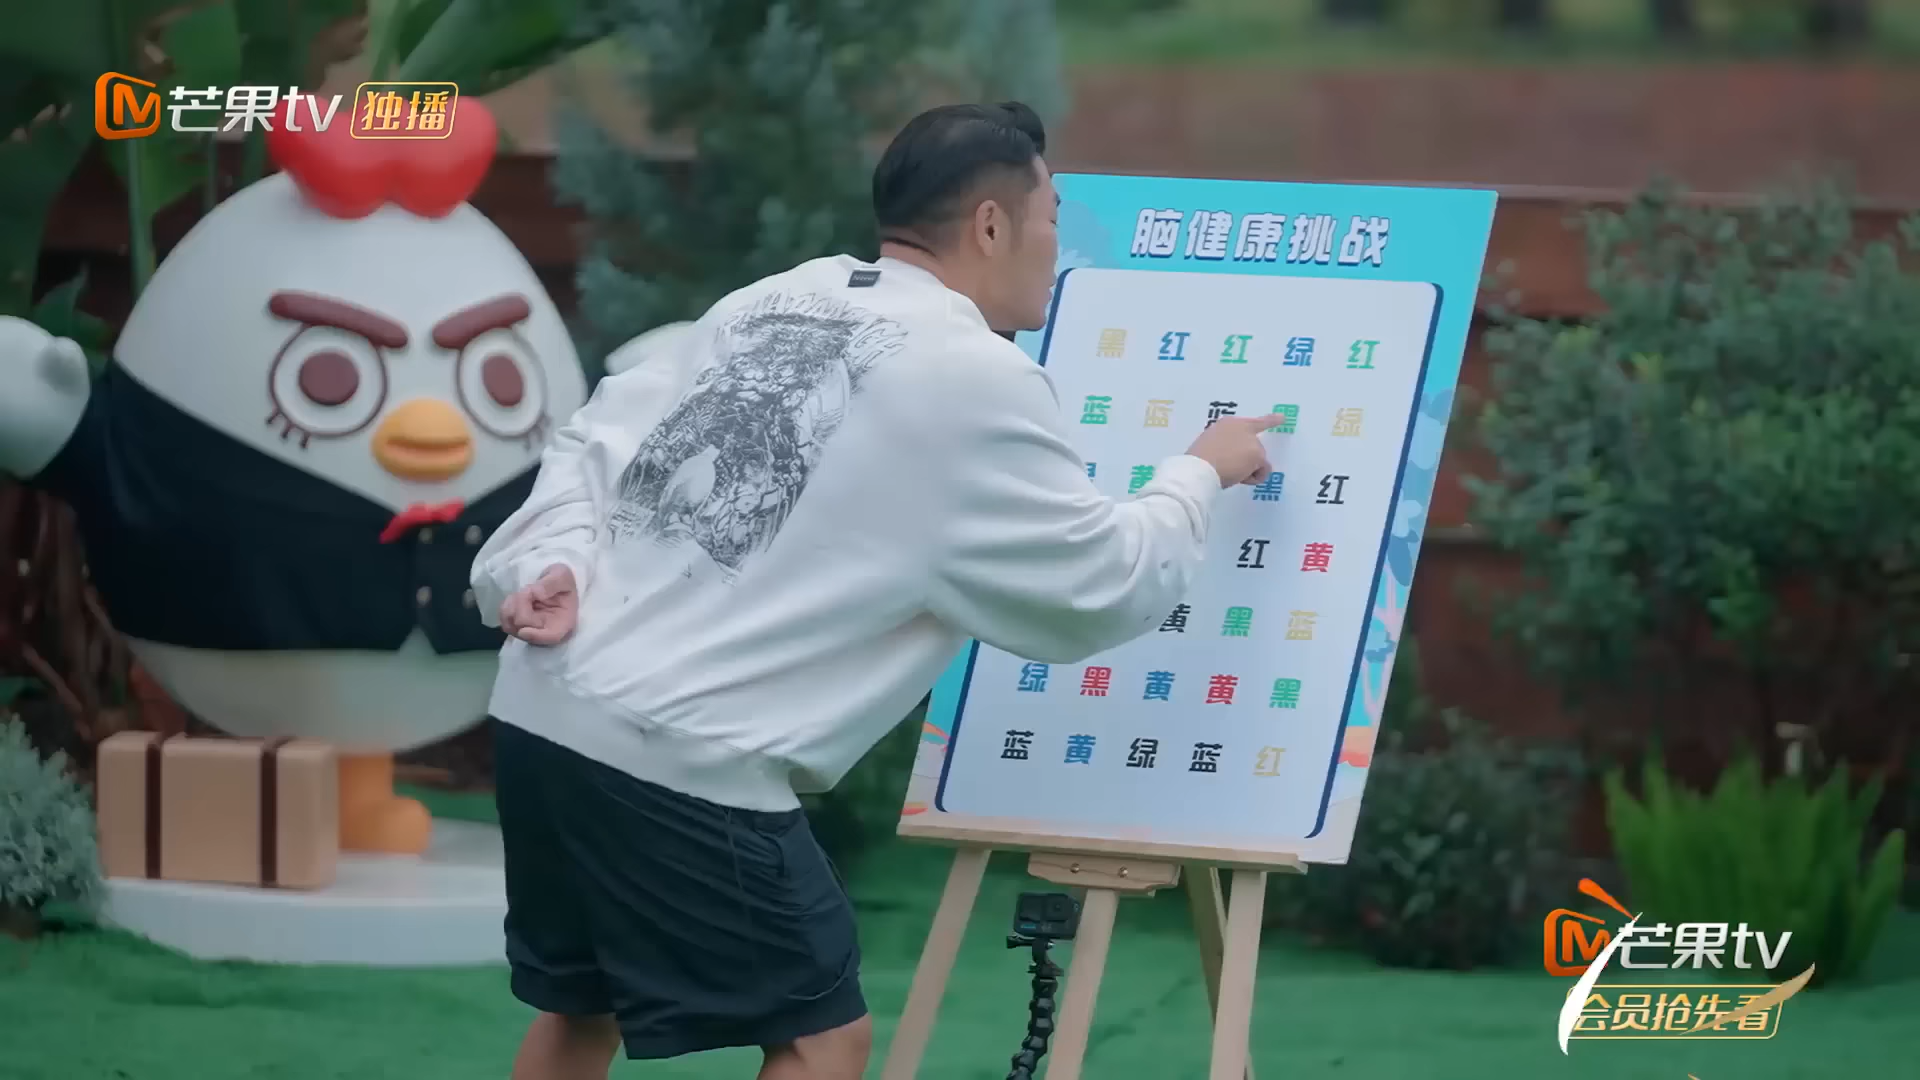 芒果tv 独播
脑健康挑战
黑 红 红 绿 红
蓝 蓝 蓝 黑 绿
黄 黑 红
红 黄
黄 黑 蓝
绿 黑 黄 黄 黑
蓝 黄 绿 蓝 红
芒果tv
会员抢先看